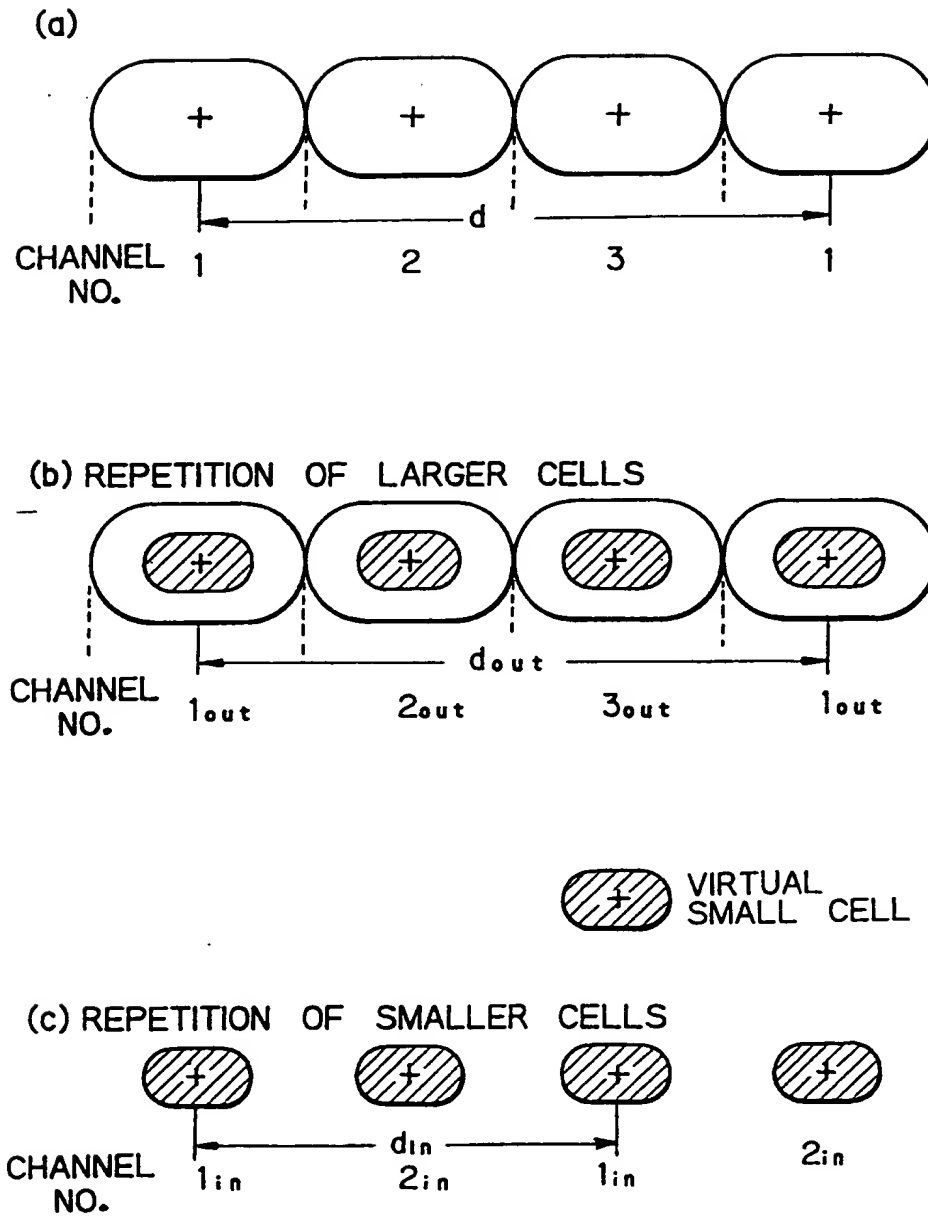 (a)
d
CHANNEL NO. 1 2 3 1
(b) REPETITION OF LARGER CELLS
dout
CHANNEL NO. 1out 2out 3out 1out
VIRTUAL SMALL CELL
(c) REPETITION OF SMALLER CELLS
din
CHANNEL NO. 1in 2in 1in 2in